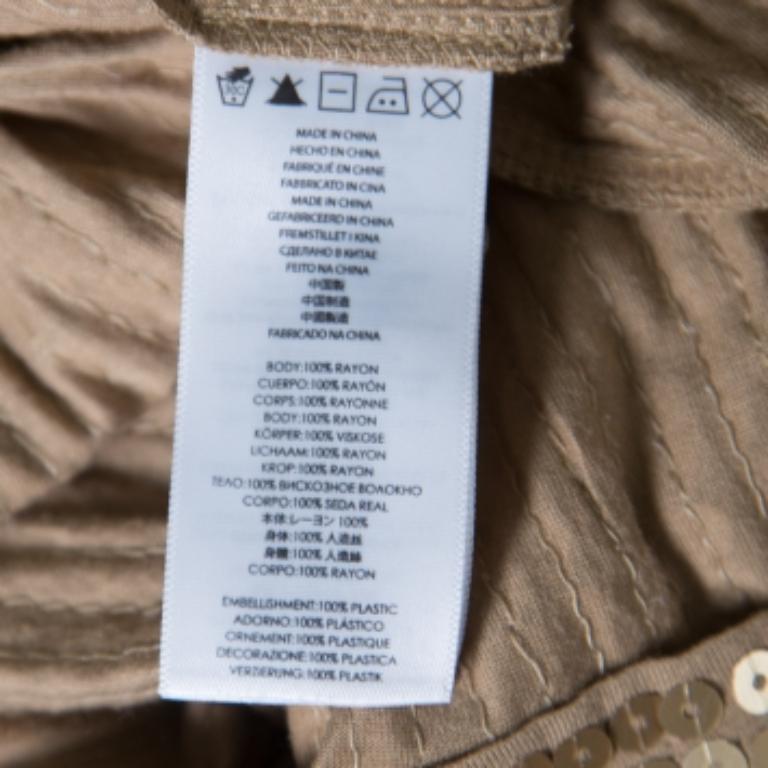 30C
MADE IN CHINA
HECHO EN CHINA
FABRIQUÉ EN CHINE
FABBRICATO IN CINA
MADE IN CHINA
GEFABRICEERD IN CHINA
FREMSTILLET I KINA
СДЕЛАНО В КИТАЕ
FEITO NA CHINA
中国製
中国制造
中國製造
FABRICADO NA CHINA
BODY:100% RAYON
CUERPO:100% RAYÓN
CORPS:100% RAYONNE
BODY:100% RAYON
KÖRPER:100% VISKOSE
LICHAAM:100% RAYON
KROP:100% RAYON
ТЕЛО:100% ВИСКОЗНОЕ ВОЛОКНО
CORPO:100% SEDA REAL
本体:レーヨン 100%
身体:100% 人造丝
身體:100% 人造絲
CORPO:100% RAYON
EMBELLISHMENT:100% PLASTIC
ADORNO:100% PLÁSTICO
ORNEMENT:100% PLASTIQUE
DECORAZIONE:100% PLASTICA
VERZIERUNG:100% PLASTIK